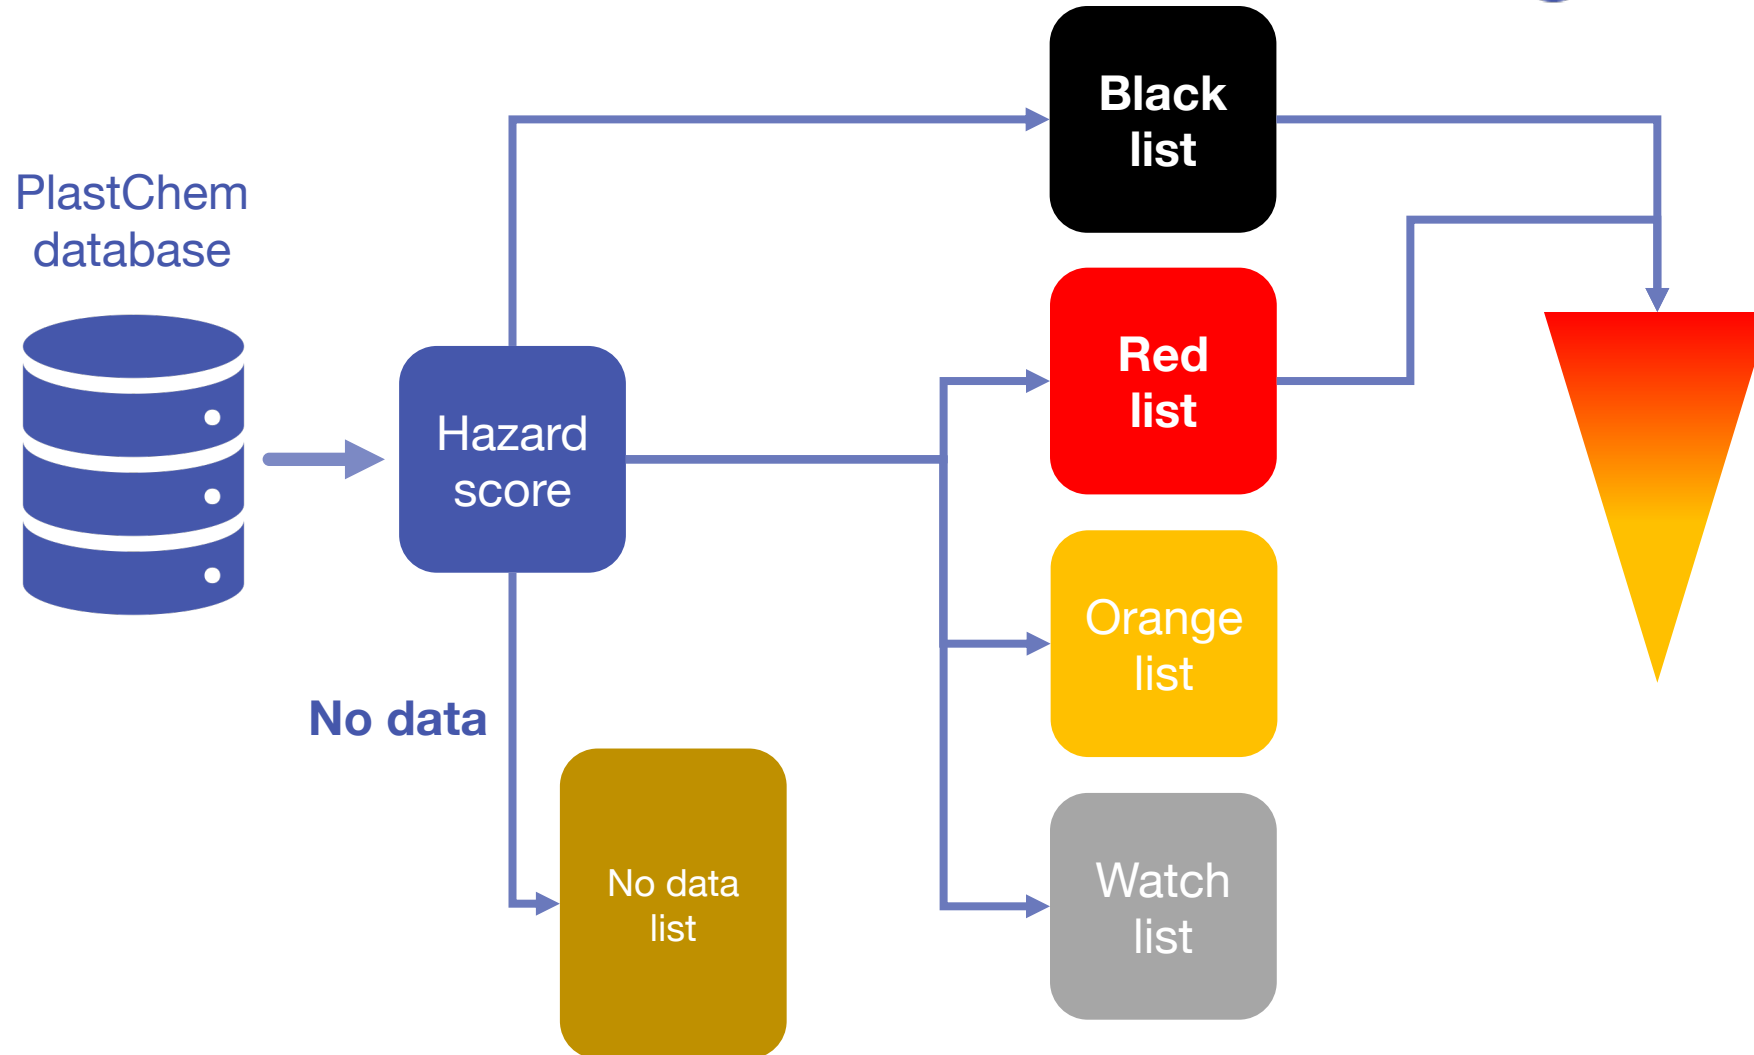 PlastChem
database
Hazard
score
No data
No data
list
Black
list
Red
list
Orange
list
Watch
list